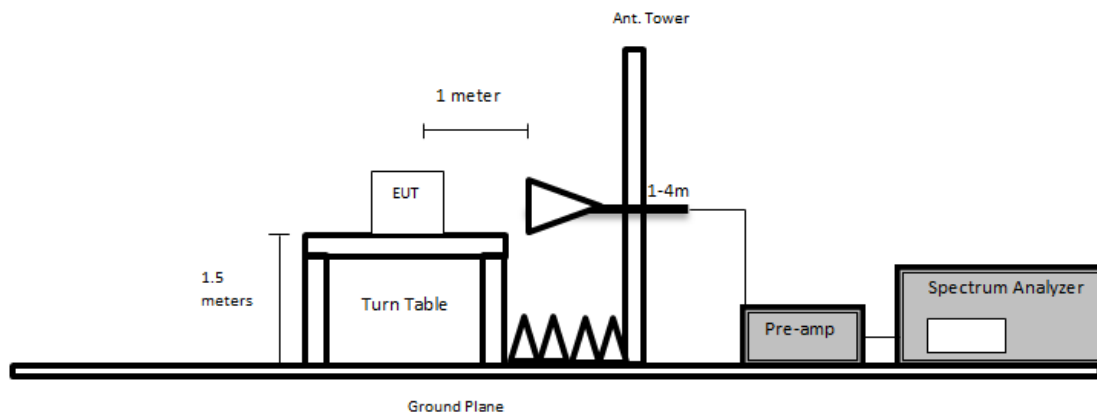 Ant. Tower
1 meter
EUT
1-4m
1.5
meters
Turn Table
Spectrum Analyzer
Pre-amp
Ground Plane